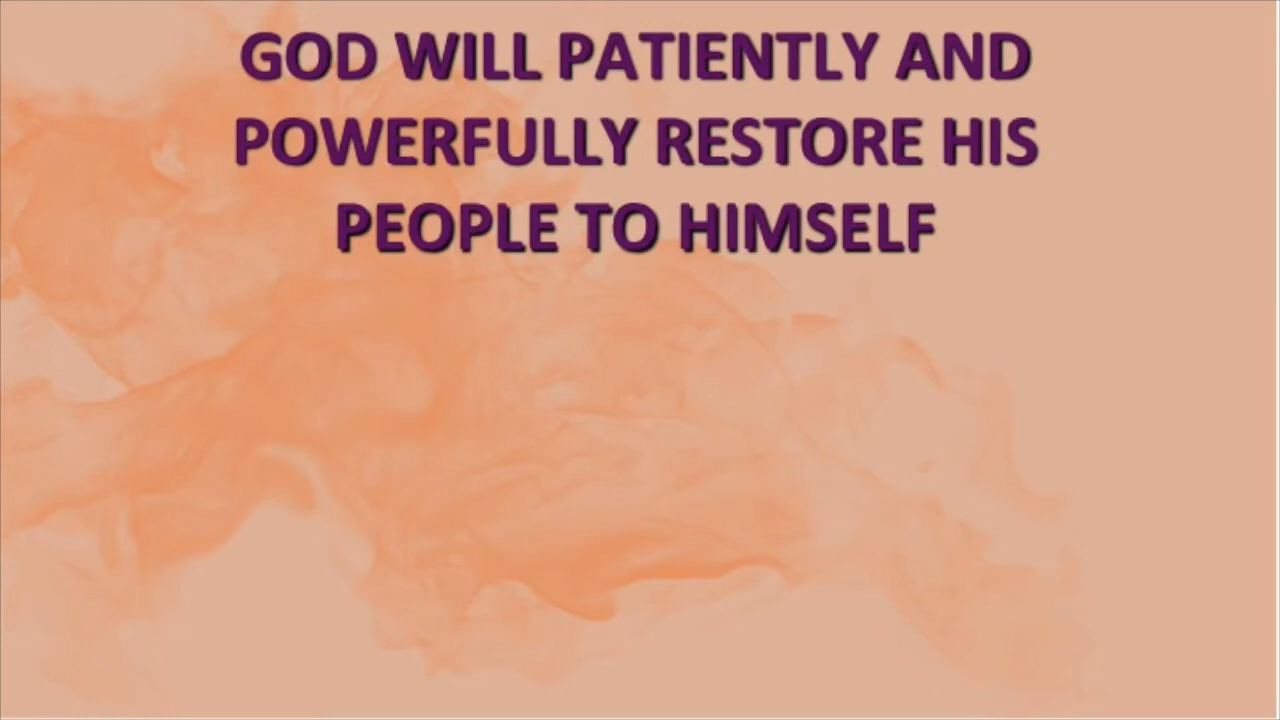 GOD WILL PATIENTLY AND
POWERFULLY RESTORE HIS
PEOPLE TO HIMSELF